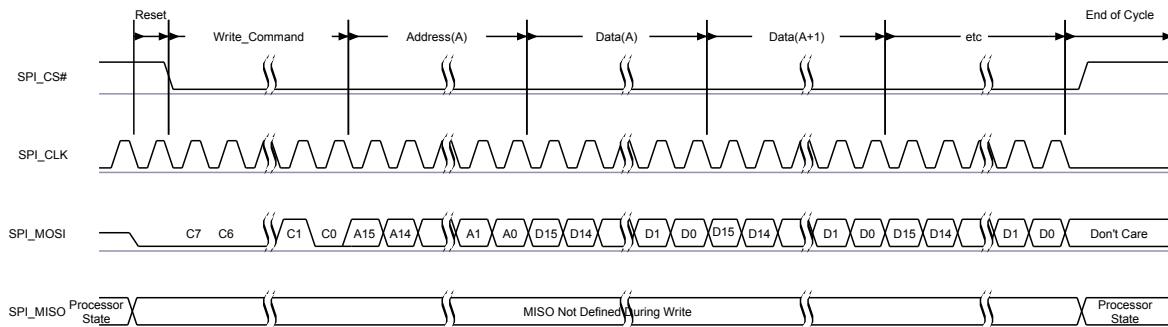 Reset
End of Cycle
Write_Command Address(A) Data(A) Data(A+1) etc
SPI_CS#
SPI_CLK
SPI_MOSI C7 C6 C1 C0 A15 A14 A1 A0 D15 D14 D1 D0 D15 D14 D1 D0 D15 D14 D1 D0 Don't Care
SPI_MISO Processor State MISO Not Defined During Write Processor State